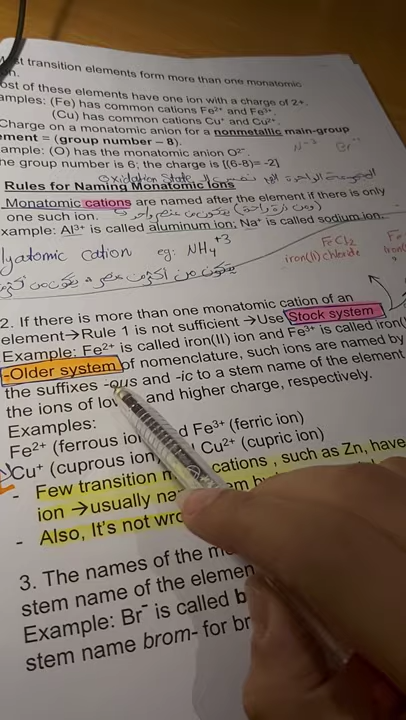 st transition elements form more than one monatomic
on.
ost of these elements have one ion with a charge of 2+.
amples: (Fe) has common cations Fe²⁺ and Fe³⁺.
(Cu) has common cations Cu⁺ and Cu²⁺.
Charge on a monatomic anion for a nonmetallic main-group
ement = (group number – 8).
ample: (O) has the monatomic anion O²⁻.
N⁻³ Br⁻
he group number is 6; the charge is [(6-8)= -2]
Oxidation State
Rules for Naming Monatomic Ions
Monatomic cations are named after the element if there is only
one such ion.
xample: Al³⁺ is called aluminum ion; Na⁺ is called sodium ion.
lyatomic cation eg: NH₄⁺³
FeCl₂
iron(II) chloride
2. If there is more than one monatomic cation of an
element→Rule 1 is not sufficient →Use Stock system
Example: Fe²⁺ is called iron(II) ion and Fe³⁺ is called iron(
-Older system of nomenclature, such ions are named by
the suffixes -ous and -ic to a stem name of the element
the ions of lo and higher charge, respectively.
Examples:
Fe²⁺ (ferrous io d Fe³⁺ (ferric ion)
Cu⁺ (cuprous ion Cu²⁺ (cupric ion)
- Few transition m cations , such as Zn, have
ion →usually na em
- Also, It's not wro
3. The names of the m
stem name of the elemen
Example: Br⁻ is called b
stem name brom- for br